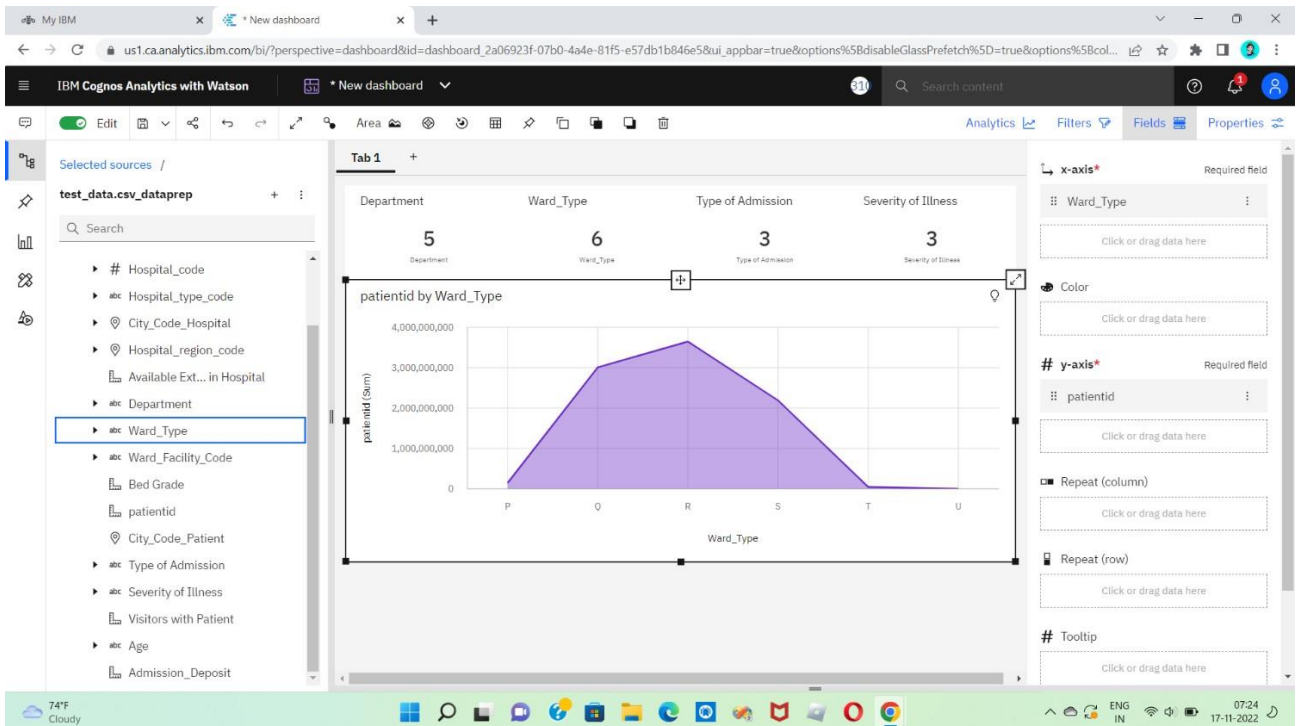 My IBM
* New dashboard
us1.ca.analytics.ibm.com/bi/?perspective=dashboard&id=dashboard_2a06923f-07b0-4a4e-81f5-e57db1b846e5&ui_appbar=true&options%5BdisableGlassPrefetch%5D=true&options%5Bcol...
IBM Cognos Analytics with Watson
* New dashboard
Search content
Edit
Area
Analytics
Filters
Fields
Properties
Selected sources /
test_data.csv_dataprep
Search
# Hospital_code
abc Hospital_type_code
City_Code_Hospital
Hospital_region_code
Available Ext... in Hospital
abc Department
abc Ward_Type
abc Ward_Facility_Code
Bed Grade
patientid
City_Code_Patient
abc Type of Admission
abc Severity of Illness
Visitors with Patient
abc Age
Admission_Deposit
Tab 1 +
Department Ward_Type Type of Admission Severity of Illness
5 6 3 3
Department Ward_Type Type of Admission Severity of Illness
patientid by Ward_Type
patientid (Sum)
4,000,000,000
3,000,000,000
2,000,000,000
1,000,000,000
0
P Q R S T U
Ward_Type
x-axis* Required field
Ward_Type
Click or drag data here
Color
Click or drag data here
# y-axis* Required field
patientid
Click or drag data here
Repeat (column)
Click or drag data here
Repeat (row)
Click or drag data here
# Tooltip
Click or drag data here
74°F
Cloudy
ENG
IN
07:24
17-11-2022